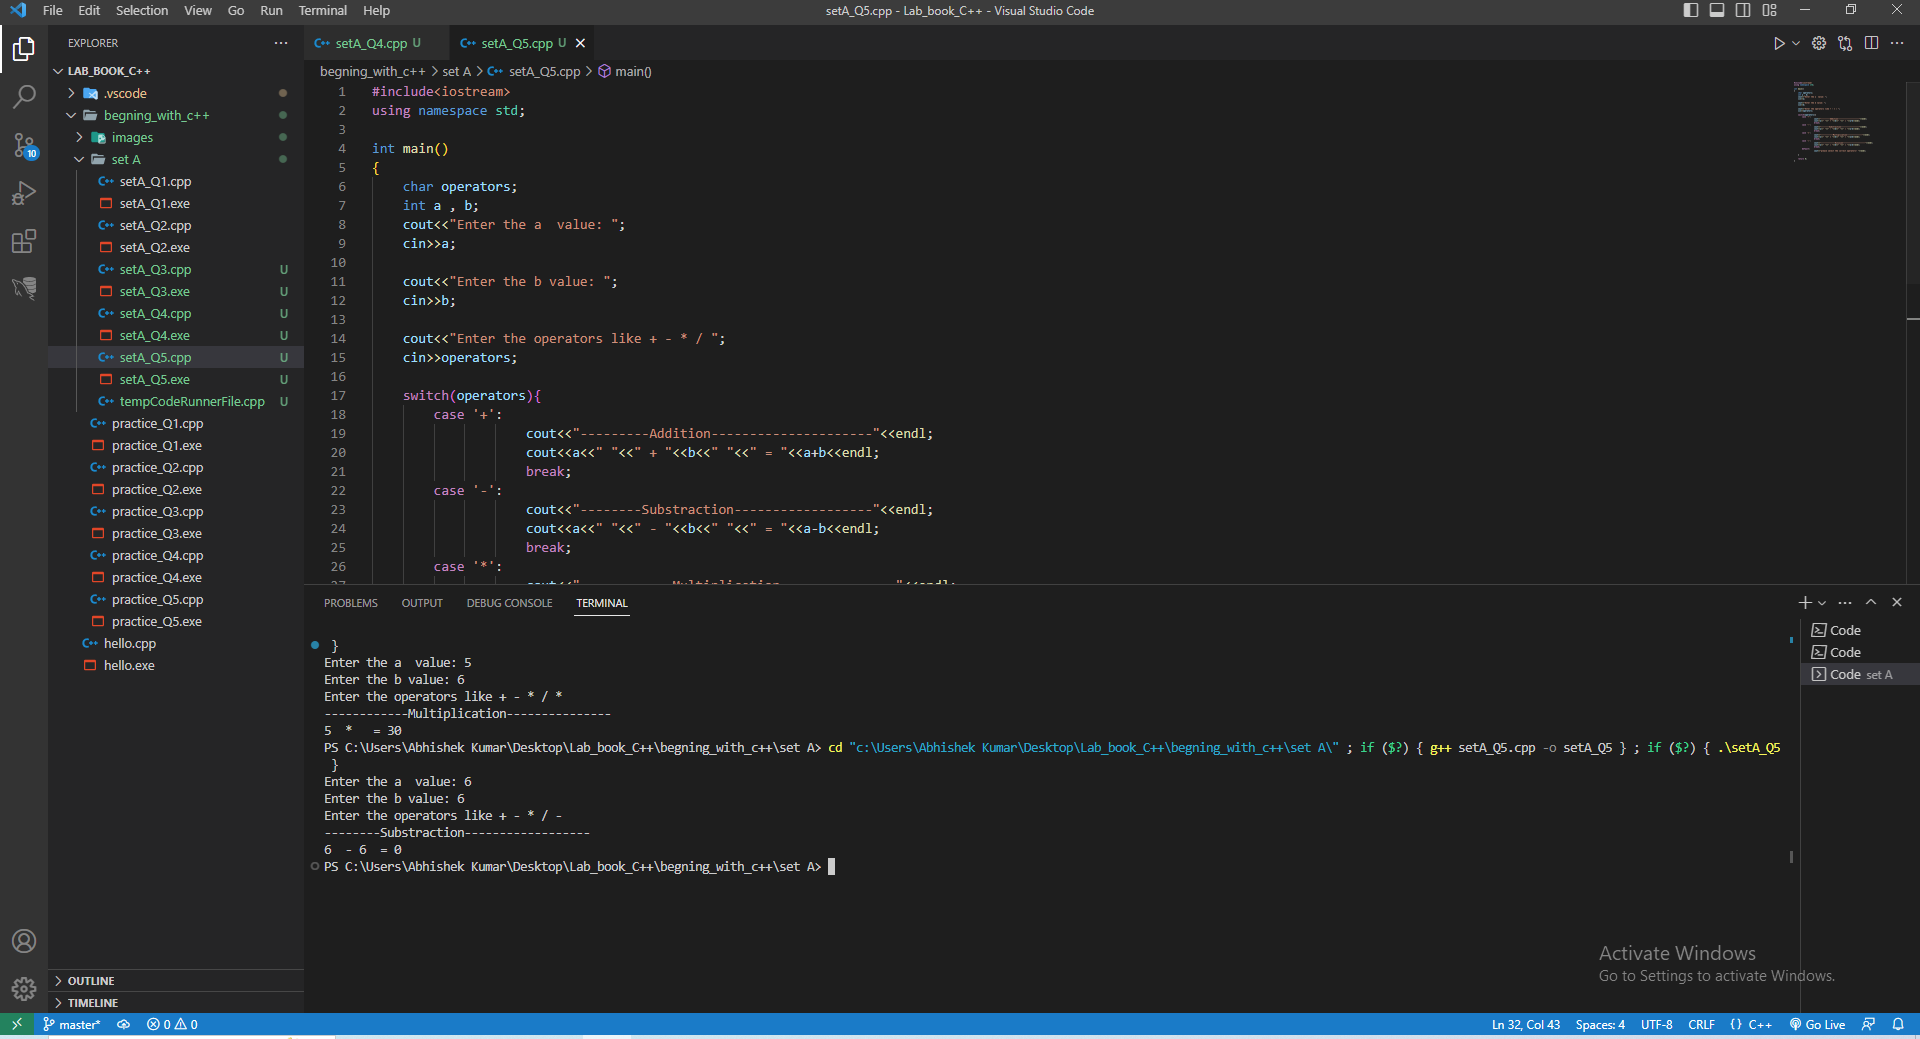 File Edit Selection View Go Run Terminal Help
setA_Q5.cpp - Lab_book_C++ - Visual Studio Code
EXPLORER
LAB_BOOK_C++
.vscode
begning_with_c++
images
set A
setA_Q1.cpp
setA_Q1.exe
setA_Q2.cpp
setA_Q2.exe
setA_Q3.cpp U
setA_Q3.exe U
setA_Q4.cpp U
setA_Q4.exe U
setA_Q5.cpp U
setA_Q5.exe U
tempCodeRunnerFile.cpp U
practice_Q1.cpp
practice_Q1.exe
practice_Q2.cpp
practice_Q2.exe
practice_Q3.cpp
practice_Q3.exe
practice_Q4.cpp
practice_Q4.exe
practice_Q5.cpp
practice_Q5.exe
hello.cpp
hello.exe
OUTLINE
TIMELINE
10
setA_Q4.cpp U
setA_Q5.cpp U
begning_with_c++ > set A > setA_Q5.cpp > main()
1 #include<iostream>
2 using namespace std;
3
4 int main()
5 {
6 char operators;
7 int a , b;
8 cout<<"Enter the a  value: ";
9 cin>>a;
10
11 cout<<"Enter the b value: ";
12 cin>>b;
13
14 cout<<"Enter the operators like + - * / ";
15 cin>>operators;
16
17 switch(operators){
18 case '+':
19 cout<<"---------Addition---------------------"<<endl;
20 cout<<a<<" "<<" + "<<b<<" "<<" = "<<a+b<<endl;
21 break;
22 case '-':
23 cout<<"--------Substraction------------------"<<endl;
24 cout<<a<<" "<<" - "<<b<<" "<<" = "<<a-b<<endl;
25 break;
26 case '*':
27 cout<<"------------Multiplication---------------"<<endl;
PROBLEMS OUTPUT DEBUG CONSOLE TERMINAL
}
Enter the a  value: 5
Enter the b value: 6
Enter the operators like + - * / *
------------Multiplication---------------
5  *   = 30
PS C:\Users\Abhishek Kumar\Desktop\Lab_book_C++\begning_with_c++\set A> cd "c:\Users\Abhishek Kumar\Desktop\Lab_book_C++\begning_with_c++\set A\" ; if ($?) { g++ setA_Q5.cpp -o setA_Q5 } ; if ($?) { .\setA_Q5
}
Enter the a  value: 6
Enter the b value: 6
Enter the operators like + - * / -
--------Substraction------------------
6  - 6  = 0
PS C:\Users\Abhishek Kumar\Desktop\Lab_book_C++\begning_with_c++\set A>
Code
Code
Code set A
Activate Windows
Go to Settings to activate Windows.
master* 0 0
Ln 32, Col 43 Spaces: 4 UTF-8 CRLF {} C++ Go Live